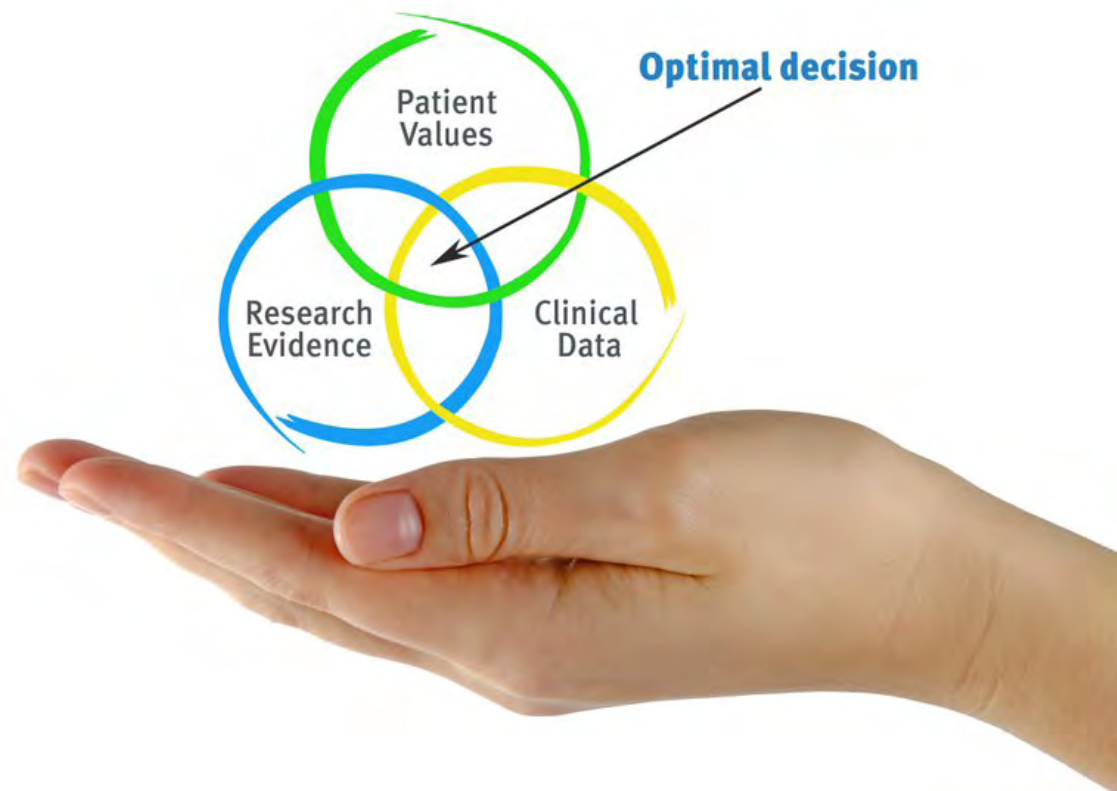 Optimal decision
Patient
Values
Research
Evidence
Clinical
Data